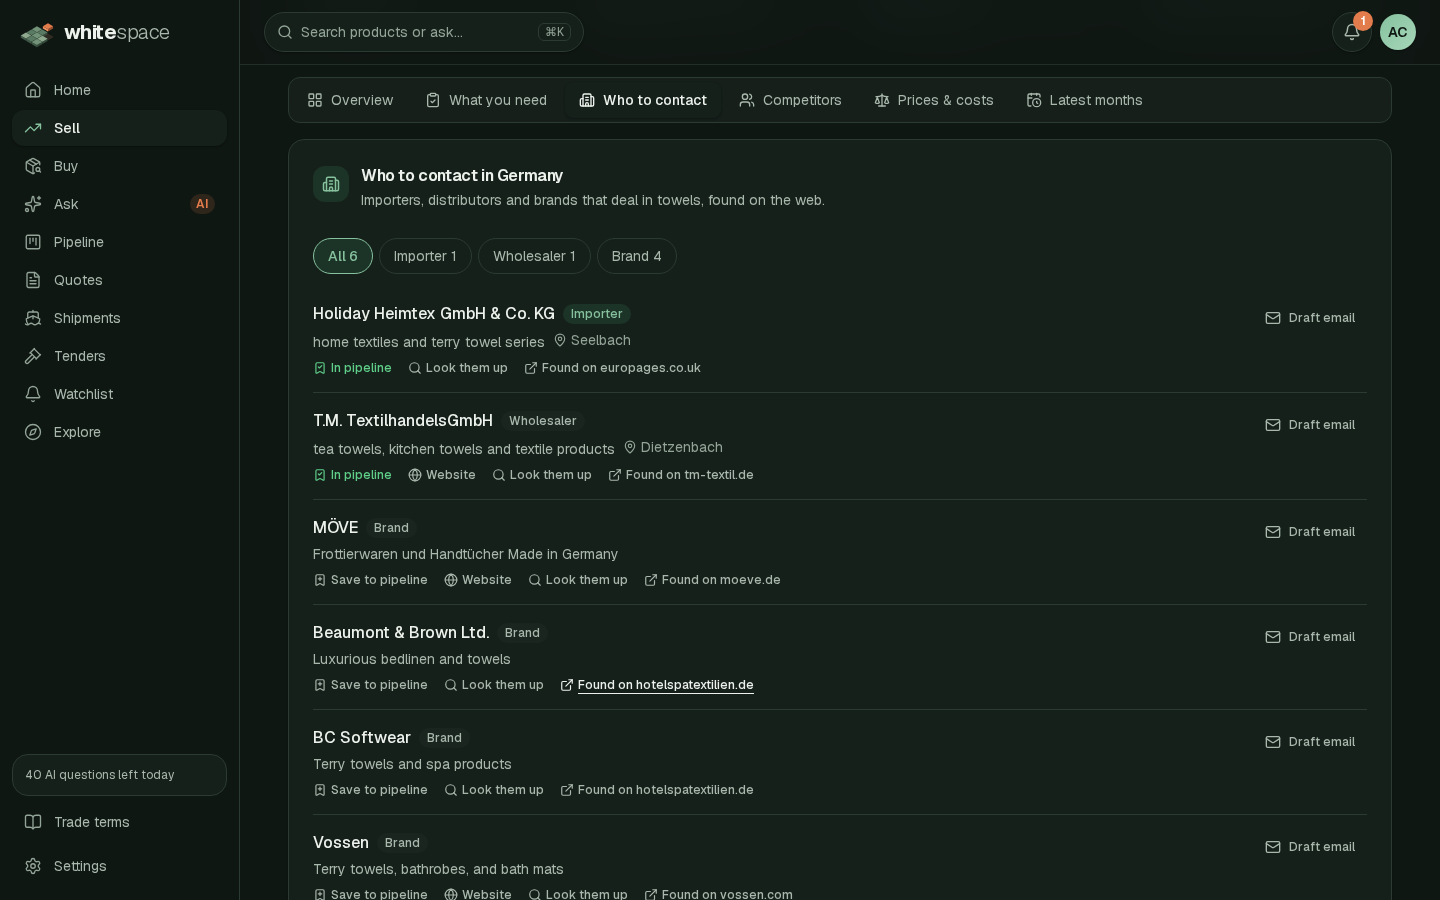 whitespace
Search products or ask...
⌘K
1
AC
Home
Sell
Buy
Ask
AI
Pipeline
Quotes
Shipments
Tenders
Watchlist
Explore
40 AI questions left today
Trade terms
Settings
Overview
What you need
Who to contact
Competitors
Prices & costs
Latest months
Who to contact in Germany
Importers, distributors and brands that deal in towels, found on the web.
All 6
Importer 1
Wholesaler 1
Brand 4
Holiday Heimtex GmbH & Co. KG Importer
Draft email
home textiles and terry towel series Seelbach
In pipeline Look them up Found on europages.co.uk
T.M. TextilhandelsGmbH Wholesaler
Draft email
tea towels, kitchen towels and textile products Dietzenbach
In pipeline Website Look them up Found on tm-textil.de
MÖVE Brand
Draft email
Frottierwaren und Handtücher Made in Germany
Save to pipeline Website Look them up Found on moeve.de
Beaumont & Brown Ltd. Brand
Draft email
Luxurious bedlinen and towels
Save to pipeline Look them up Found on hotelspatextilien.de
BC Softwear Brand
Draft email
Terry towels and spa products
Save to pipeline Look them up Found on hotelspatextilien.de
Vossen Brand
Draft email
Terry towels, bathrobes, and bath mats
Save to pipeline Website Look them up Found on vossen.com